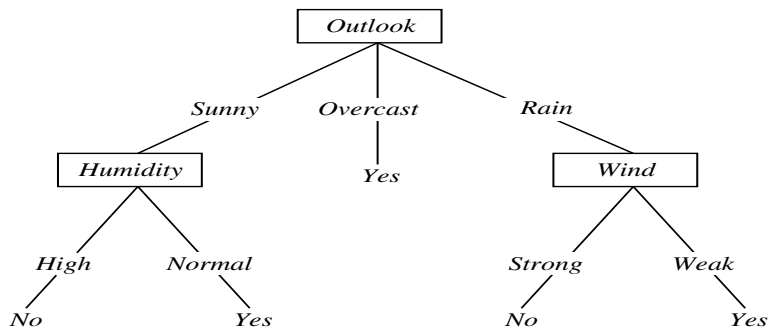 Outlook
Sunny Overcast Rain
Humidity Yes Wind
High Normal Strong Weak
No Yes No Yes